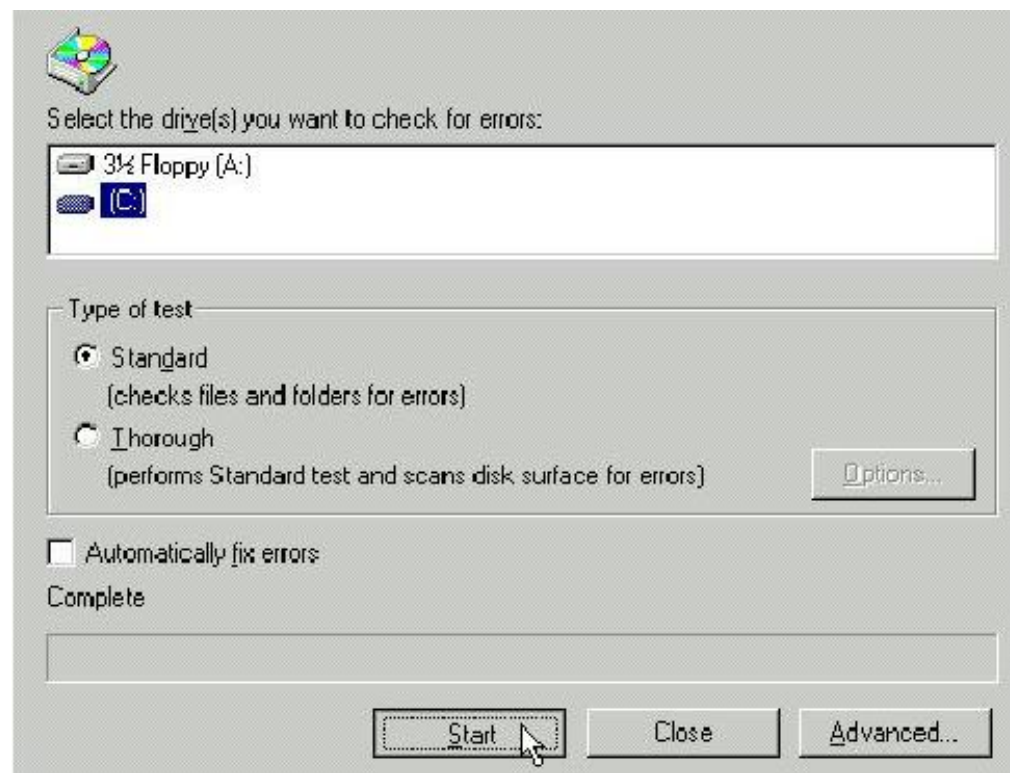 Select the drive(s) you want to check for errors:
3½ Floppy (A:)
(C:)
Type of test
Standard
(checks files and folders for errors)
Thorough
(performs Standard test and scans disk surface for errors)
Options...
Automatically fix errors
Complete
Start Close Advanced...